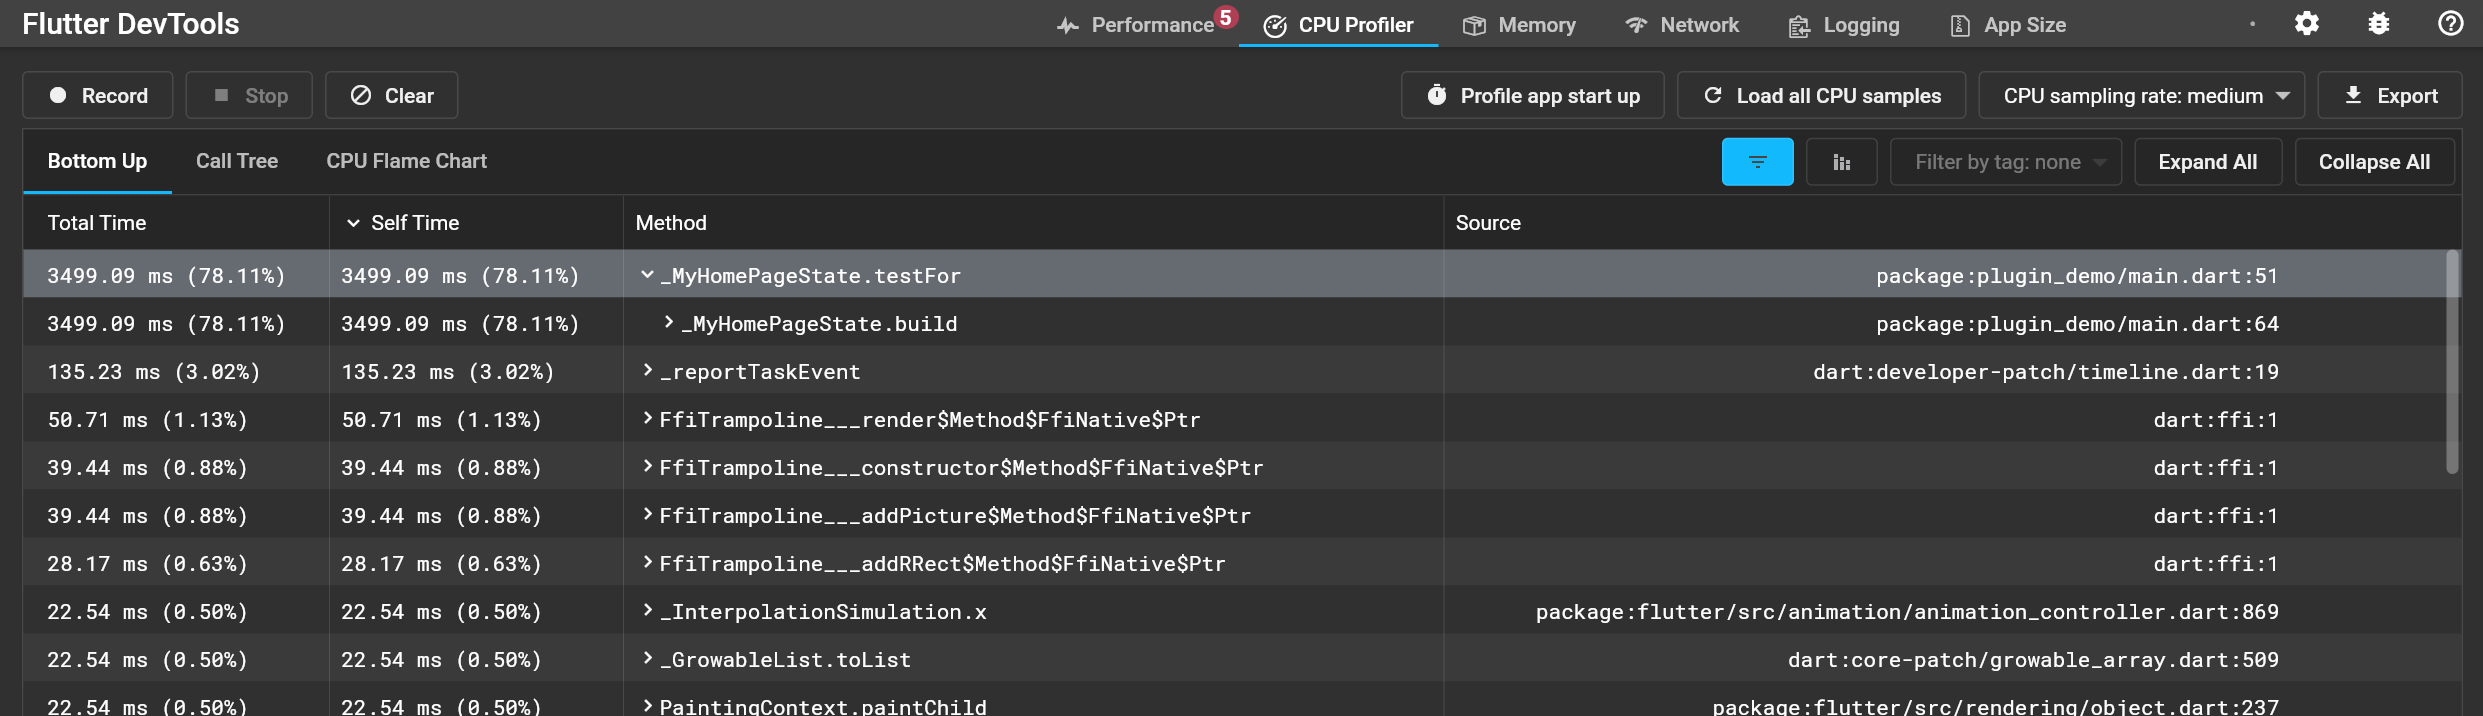 Flutter DevTools Performance 5 CPU Profiler Memory Network Logging App Size
Record Stop Clear Profile app start up Load all CPU samples CPU sampling rate: medium Export
Bottom Up Call Tree CPU Flame Chart Filter by tag: none Expand All Collapse All
Total Time Self Time Method Source
3499.09 ms (78.11%) 3499.09 ms (78.11%) _MyHomePageState.testFor package:plugin_demo/main.dart:51
3499.09 ms (78.11%) 3499.09 ms (78.11%) _MyHomePageState.build package:plugin_demo/main.dart:64
135.23 ms (3.02%) 135.23 ms (3.02%) _reportTaskEvent dart:developer-patch/timeline.dart:19
50.71 ms (1.13%) 50.71 ms (1.13%) FfiTrampoline___render$Method$FfiNative$Ptr dart:ffi:1
39.44 ms (0.88%) 39.44 ms (0.88%) FfiTrampoline___constructor$Method$FfiNative$Ptr dart:ffi:1
39.44 ms (0.88%) 39.44 ms (0.88%) FfiTrampoline___addPicture$Method$FfiNative$Ptr dart:ffi:1
28.17 ms (0.63%) 28.17 ms (0.63%) FfiTrampoline___addRRect$Method$FfiNative$Ptr dart:ffi:1
22.54 ms (0.50%) 22.54 ms (0.50%) _InterpolationSimulation.x package:flutter/src/animation/animation_controller.dart:869
22.54 ms (0.50%) 22.54 ms (0.50%) _GrowableList.toList dart:core-patch/growable_array.dart:509
22.54 ms (0.50%) 22.54 ms (0.50%) PaintingContext.paintChild package:flutter/src/rendering/object.dart:237